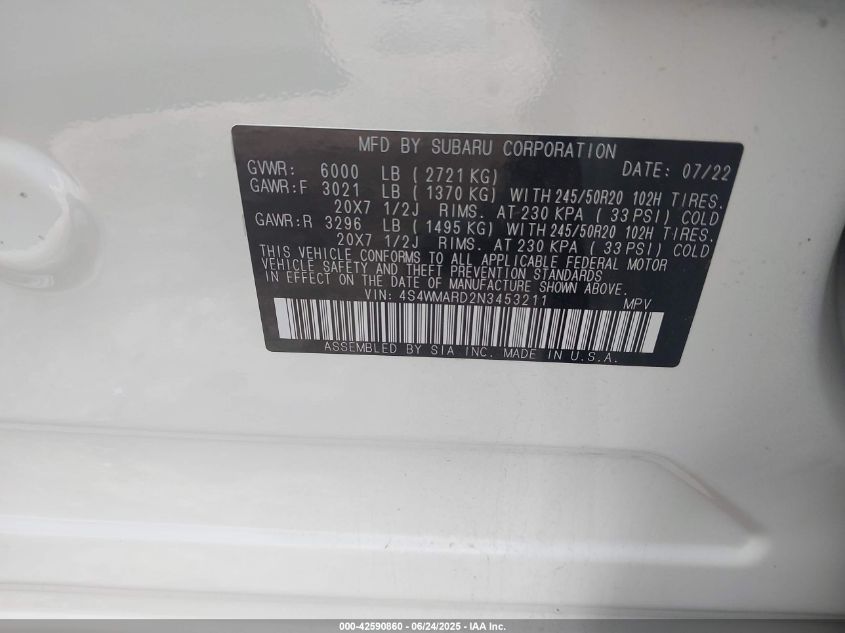 MFD BY SUBARU CORPORATION
GVWR: 6000 LB ( 2721 KG) DATE: 07/22
GAWR:F 3021 LB ( 1370 KG) WITH 245/50R20 102H TIRES.
20X7 1/2J RIMS. AT 230 KPA ( 33 PSI) COLD
GAWR:R 3296 LB ( 1495 KG) WITH 245/50R20 102H TIRES.
20X7 1/2J RIMS. AT 230 KPA ( 33 PSI) COLD
THIS VEHICLE CONFORMS TO ALL APPLICABLE FEDERAL MOTOR
VEHICLE SAFETY AND THEFT PREVENTION STANDARDS
IN EFFECT ON THE DATE OF MANUFACTURE SHOWN ABOVE.
VIN: 4S4WMARD2N3453211 MPV
ASSEMBLED BY SIA INC. MADE IN U.S.A.
000-42590860 - 06/24/2025 - IAA Inc.